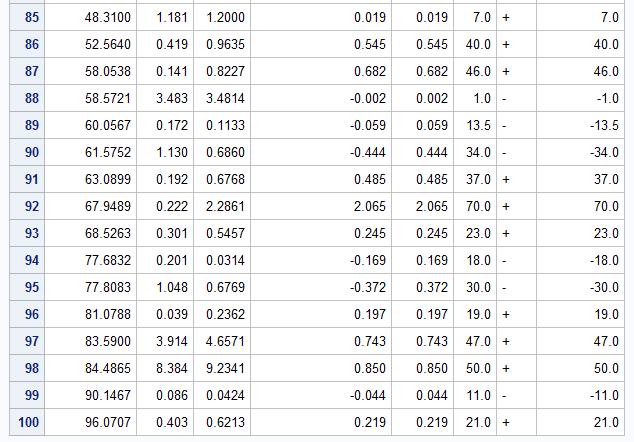 85 48.3100 1.181 1.2000 0.019 0.019 7.0 + 7.0
86 52.5640 0.419 0.9635 0.545 0.545 40.0 + 40.0
87 58.0538 0.141 0.8227 0.682 0.682 46.0 + 46.0
88 58.5721 3.483 3.4814 -0.002 0.002 1.0 - -1.0
89 60.0567 0.172 0.1133 -0.059 0.059 13.5 - -13.5
90 61.5752 1.130 0.6860 -0.444 0.444 34.0 - -34.0
91 63.0899 0.192 0.6768 0.485 0.485 37.0 + 37.0
92 67.9489 0.222 2.2861 2.065 2.065 70.0 + 70.0
93 68.5263 0.301 0.5457 0.245 0.245 23.0 + 23.0
94 77.6832 0.201 0.0314 -0.169 0.169 18.0 - -18.0
95 77.8083 1.048 0.6769 -0.372 0.372 30.0 - -30.0
96 81.0788 0.039 0.2362 0.197 0.197 19.0 + 19.0
97 83.5900 3.914 4.6571 0.743 0.743 47.0 + 47.0
98 84.4865 8.384 9.2341 0.850 0.850 50.0 + 50.0
99 90.1467 0.086 0.0424 -0.044 0.044 11.0 - -11.0
100 96.0707 0.403 0.6213 0.219 0.219 21.0 + 21.0